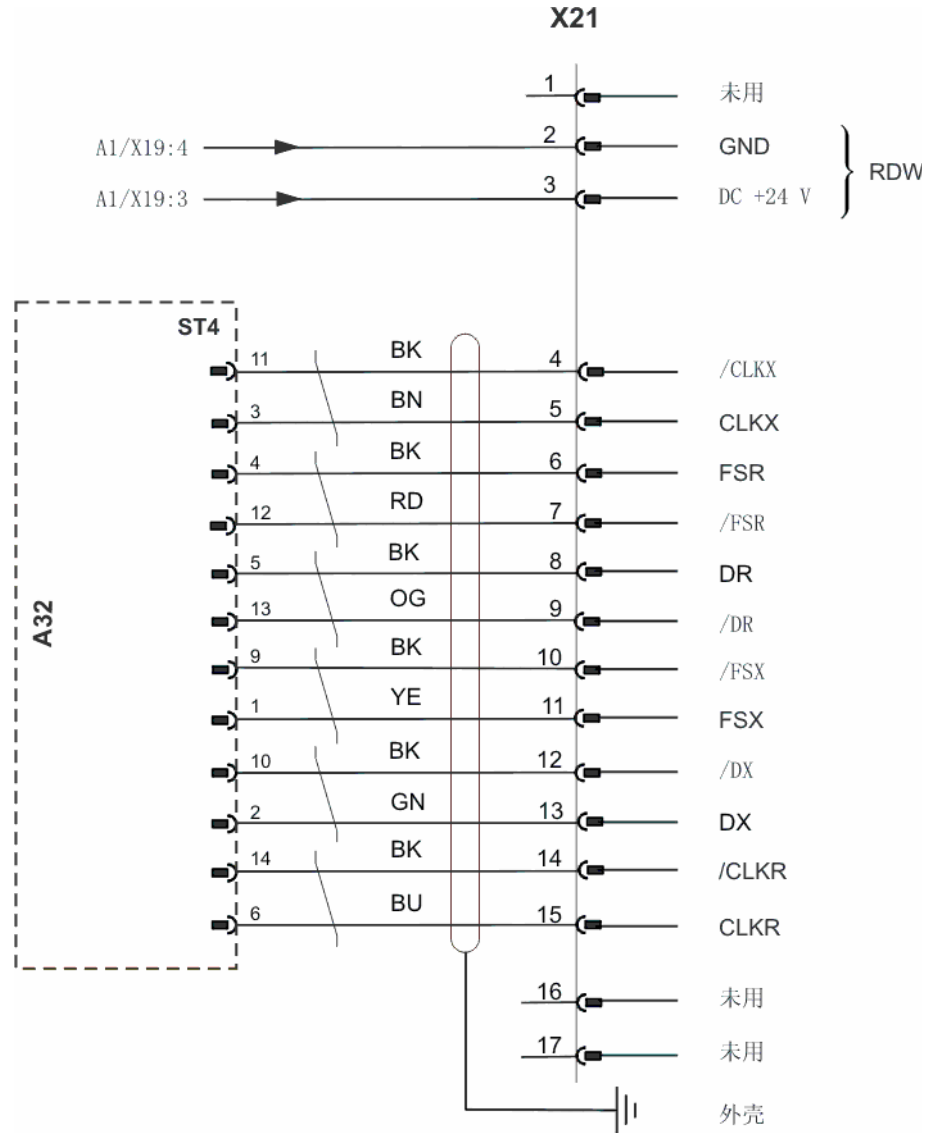 X21
1 未用
A1/X19:4 2 GND
RDW
A1/X19:3 3 DC +24 V
ST4
11 BK 4 /CLKX
3 BN 5 CLKX
4 BK 6 FSR
12 RD 7 /FSR
5 BK 8 DR
13 OG 9 /DR
A32
9 BK 10 /FSX
1 YE 11 FSX
10 BK 12 /DX
2 GN 13 DX
14 BK 14 /CLKR
6 BU 15 CLKR
16 未用
17 未用
外壳